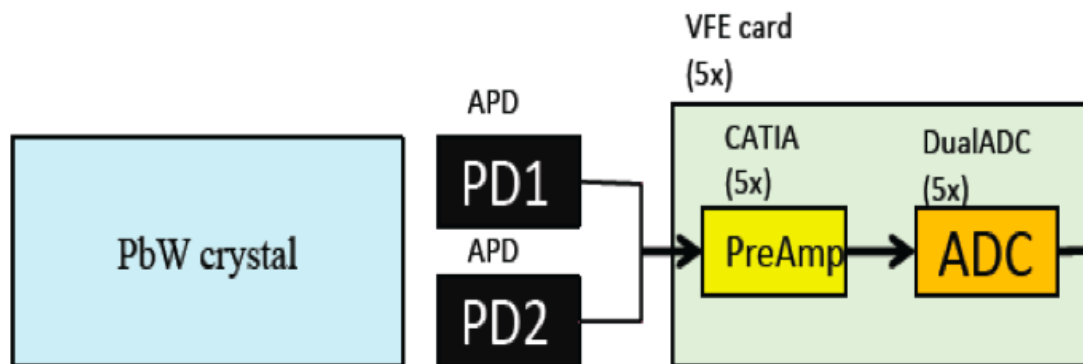 VFE card
(5x)
APD
CATIA
(5x)
DualADC
(5x)
PD1
PbW crystal
APD
PreAmp
ADC
PD2